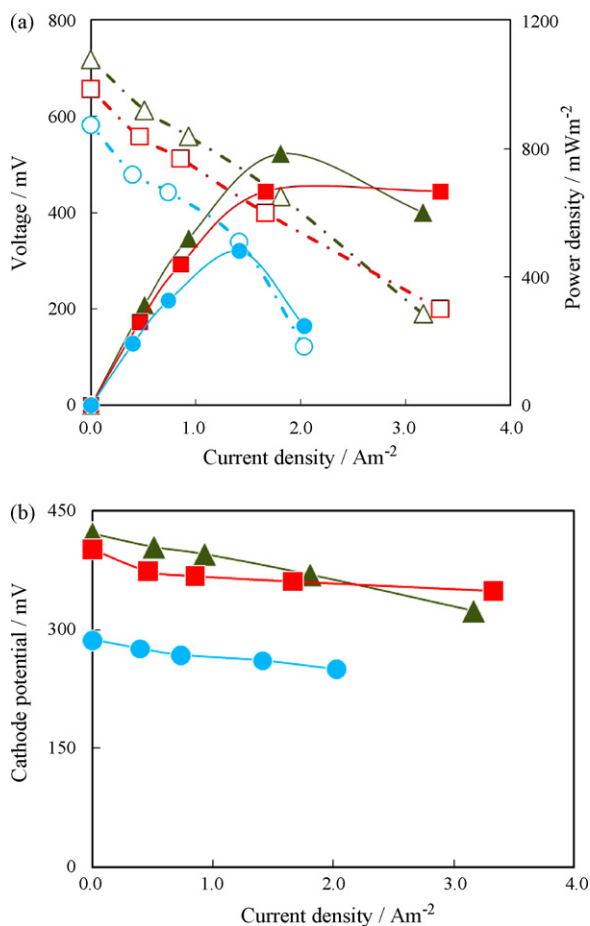 (a)
800
600
400
200
0
Voltage / mV
1200
800
400
0
Power density / mWm⁻²
0.0 1.0 2.0 3.0 4.0
Current density / Am⁻²
(b)
450
300
150
0
Cathode potential / mV
0.0 1.0 2.0 3.0 4.0
Current density / Am⁻²